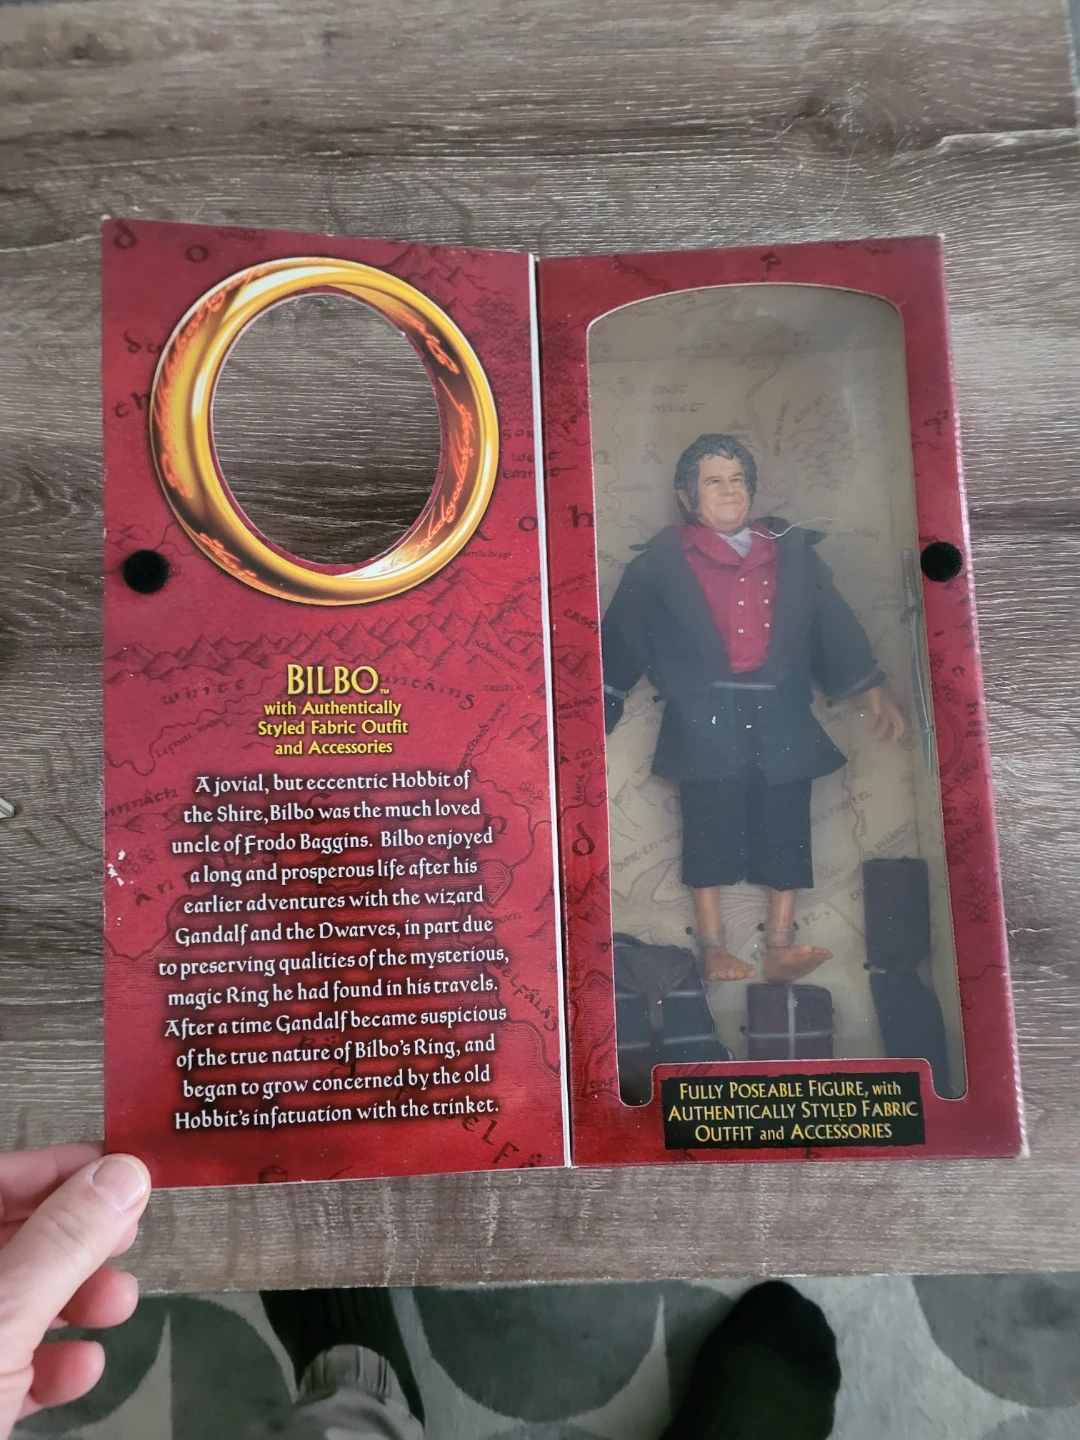 BILBO™
with Authentically
Styled Fabric Outfit
and Accessories
A jovial, but eccentric Hobbit of
the Shire, Bilbo was the much loved
uncle of Frodo Baggins. Bilbo enjoyed
a long and prosperous life after his
earlier adventures with the wizard
Gandalf and the Dwarves, in part due
to preserving qualities of the mysterious,
magic Ring he had found in his travels.
After a time Gandalf became suspicious
of the true nature of Bilbo's Ring, and
began to grow concerned by the old
Hobbit's infatuation with the trinket.
FULLY POSEABLE FIGURE, with
AUTHENTICALLY STYLED FABRIC
OUTFIT and ACCESSORIES